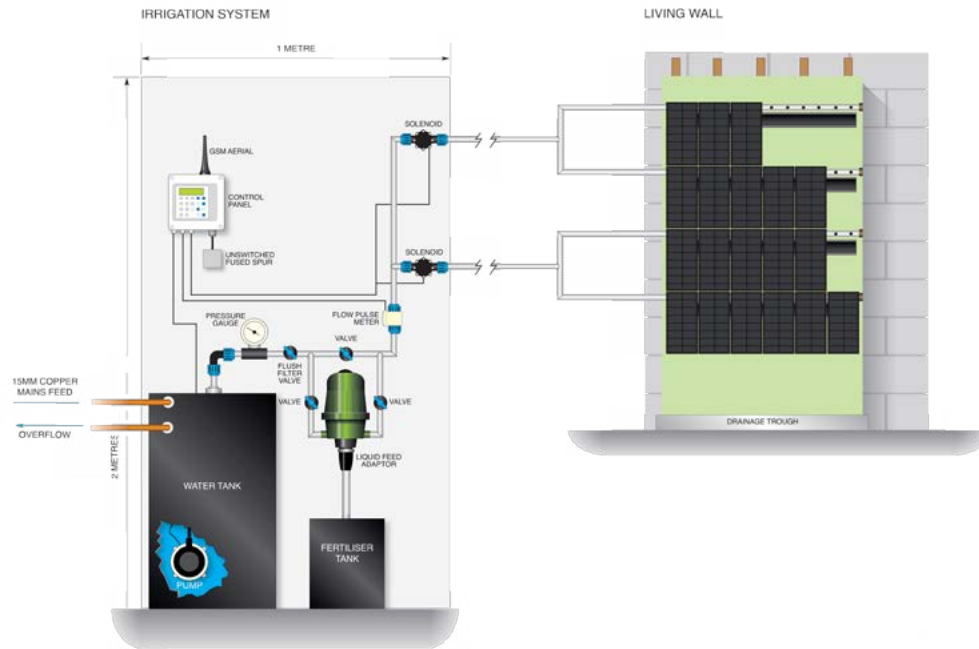 IRRIGATION SYSTEM
LIVING WALL
1 METRE
SOLENOID
GSM AERIAL
CONTROL
PANEL
UNSWITCHED
FUSED SPUR
SOLENOID
FLOW PULSE
METER
PRESSURE
GAUGE
VALVE
FLUSH
FILTER
VALVE
15MM COPPER
MAINS FEED
VALVE
VALVE
OVERFLOW
2 METRES
LIQUID FEED
ADAPTOR
WATER TANK
FERTILISER
TANK
PUMP
DRAINAGE TROUGH